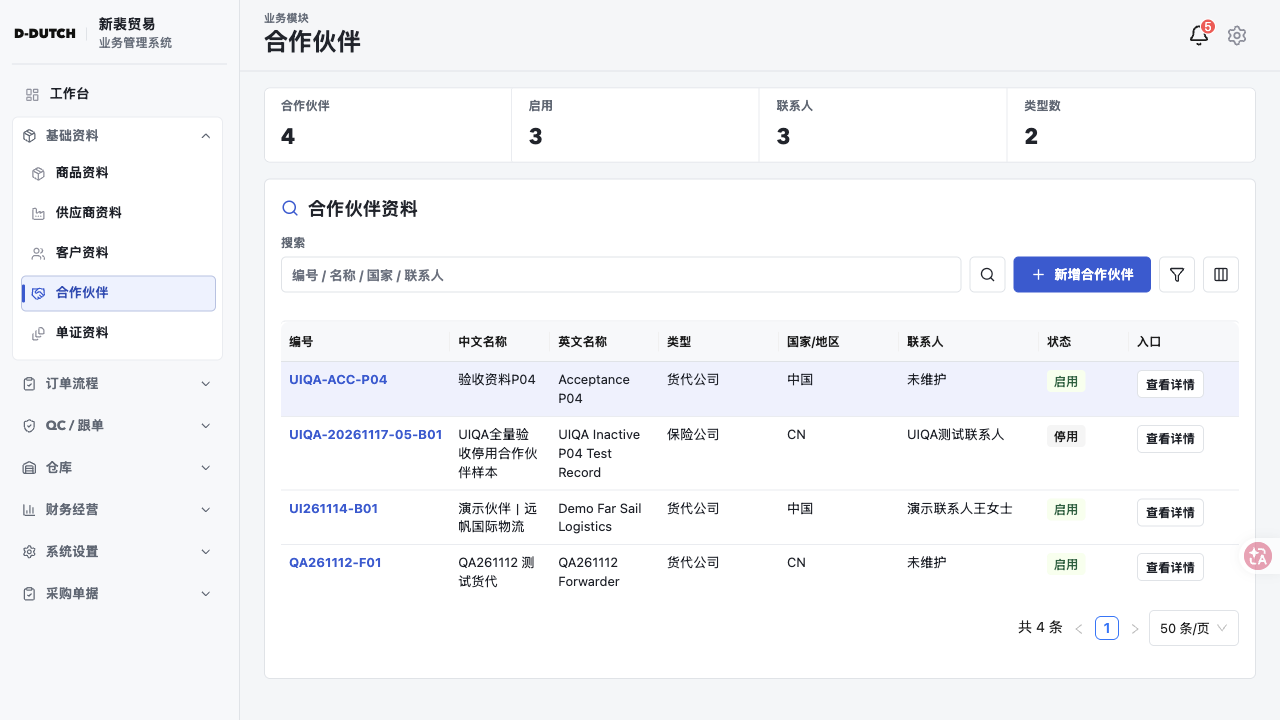 D-DUTCH
新裴贸易
业务管理系统
工作台
基础资料
商品资料
供应商资料
客户资料
合作伙伴
单证资料
订单流程
QC / 跟单
仓库
财务经营
系统设置
采购单据
业务模块
合作伙伴
5
合作伙伴
4
启用
3
联系人
3
类型数
2
合作伙伴资料
搜索
编号 / 名称 / 国家 / 联系人
新增合作伙伴
编号 中文名称 英文名称 类型 国家/地区 联系人 状态 入口
UIQA-ACC-P04 验收资料P04 Acceptance P04 货代公司 中国 未维护 启用 查看详情
UIQA-20261117-05-B01 UIQA全量验收停用合作伙伴样本 UIQA Inactive P04 Test Record 保险公司 CN UIQA测试联系人 停用 查看详情
UI261114-B01 演示伙伴｜远帆国际物流 Demo Far Sail Logistics 货代公司 中国 演示联系人王女士 启用 查看详情
QA261112-F01 QA261112 测试货代 QA261112 Forwarder 货代公司 CN 未维护 启用 查看详情
共 4 条 1 50 条/页